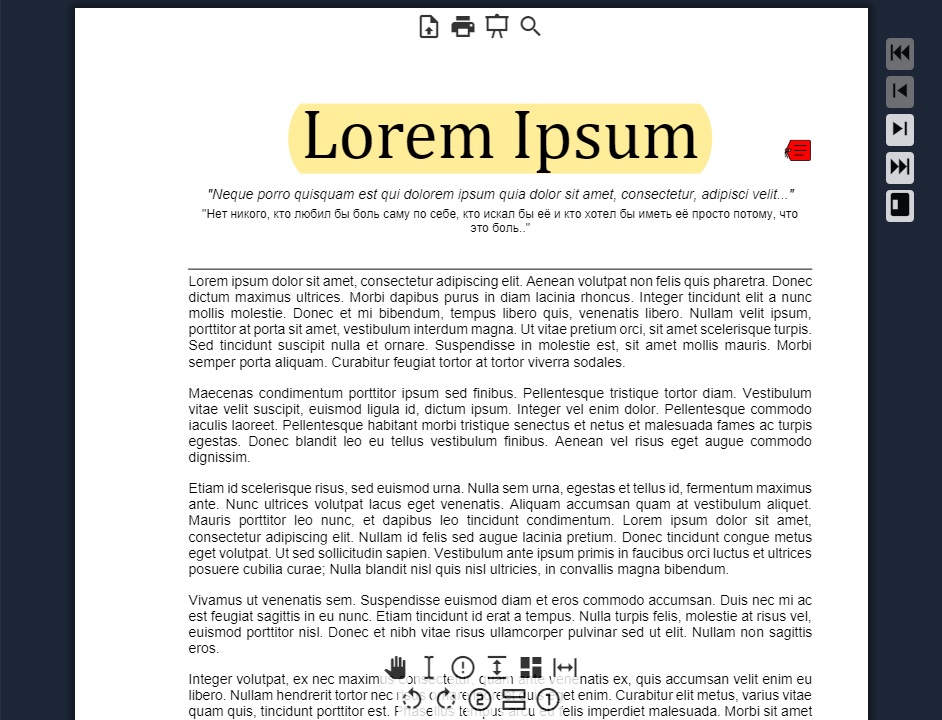 Lorem Ipsum
"Neque porro quisquam est qui dolorem ipsum quia dolor sit amet, consectetur, adipisci velit..."
"Нет никого, кто любил бы боль саму по себе, кто искал бы её и кто хотел бы иметь её просто потому, что
это боль.."
Lorem ipsum dolor sit amet, consectetur adipiscing elit. Aenean volutpat non felis quis pharetra. Donec
dictum maximus ultrices. Morbi dapibus purus in diam lacinia rhoncus. Integer tincidunt elit a nunc
mollis molestie. Donec et mi bibendum, tempus libero quis, venenatis libero. Nullam velit ipsum,
porttitor at porta sit amet, vestibulum interdum magna. Ut vitae pretium orci, sit amet scelerisque turpis.
Sed tincidunt suscipit nulla et ornare. Suspendisse in molestie est, sit amet mollis mauris. Morbi
semper porta aliquam. Curabitur feugiat tortor at tortor viverra sodales.
Maecenas condimentum porttitor ipsum sed finibus. Pellentesque tristique tortor diam. Vestibulum
vitae velit suscipit, euismod ligula id, dictum ipsum. Integer vel enim dolor. Pellentesque commodo
iaculis laoreet. Pellentesque habitant morbi tristique senectus et netus et malesuada fames ac turpis
egestas. Donec blandit leo eu tellus vestibulum finibus. Aenean vel risus eget augue commodo
dignissim.
Etiam id scelerisque risus, sed euismod urna. Nulla sem urna, egestas et tellus id, fermentum maximus
ante. Nunc ultrices volutpat lacus eget venenatis. Aliquam accumsan quam at vestibulum aliquet.
Mauris porttitor leo nunc, et dapibus leo tincidunt condimentum. Lorem ipsum dolor sit amet,
consectetur adipiscing elit. Nullam id felis sed augue lacinia pretium. Donec tincidunt congue metus
eget volutpat. Ut sed sollicitudin sapien. Vestibulum ante ipsum primis in faucibus orci luctus et ultrices
posuere cubilia curae; Nulla blandit nisl quis nisl ultricies, in convallis magna bibendum.
Vivamus ut venenatis sem. Suspendisse euismod diam et eros commodo accumsan. Duis nec mi ac
est feugiat sagittis in eu nunc. Etiam tincidunt id erat a tempus. Nulla turpis felis, molestie at risus vel,
euismod porttitor nisl. Donec et nibh vitae risus ullamcorper pulvinar sed ut elit. Nullam non sagittis
eros.
Integer volutpat, ex nec maximus consectetur, quam ante venenatis ex, quis accumsan velit enim eu
libero. Nullam hendrerit tortor nec enim. Curabitur elit metus, varius vitae
quam quis, tincidunt porttitor est. Phasellus tempus arcu eu felis imperdiet malesuada. Morbi sit amet